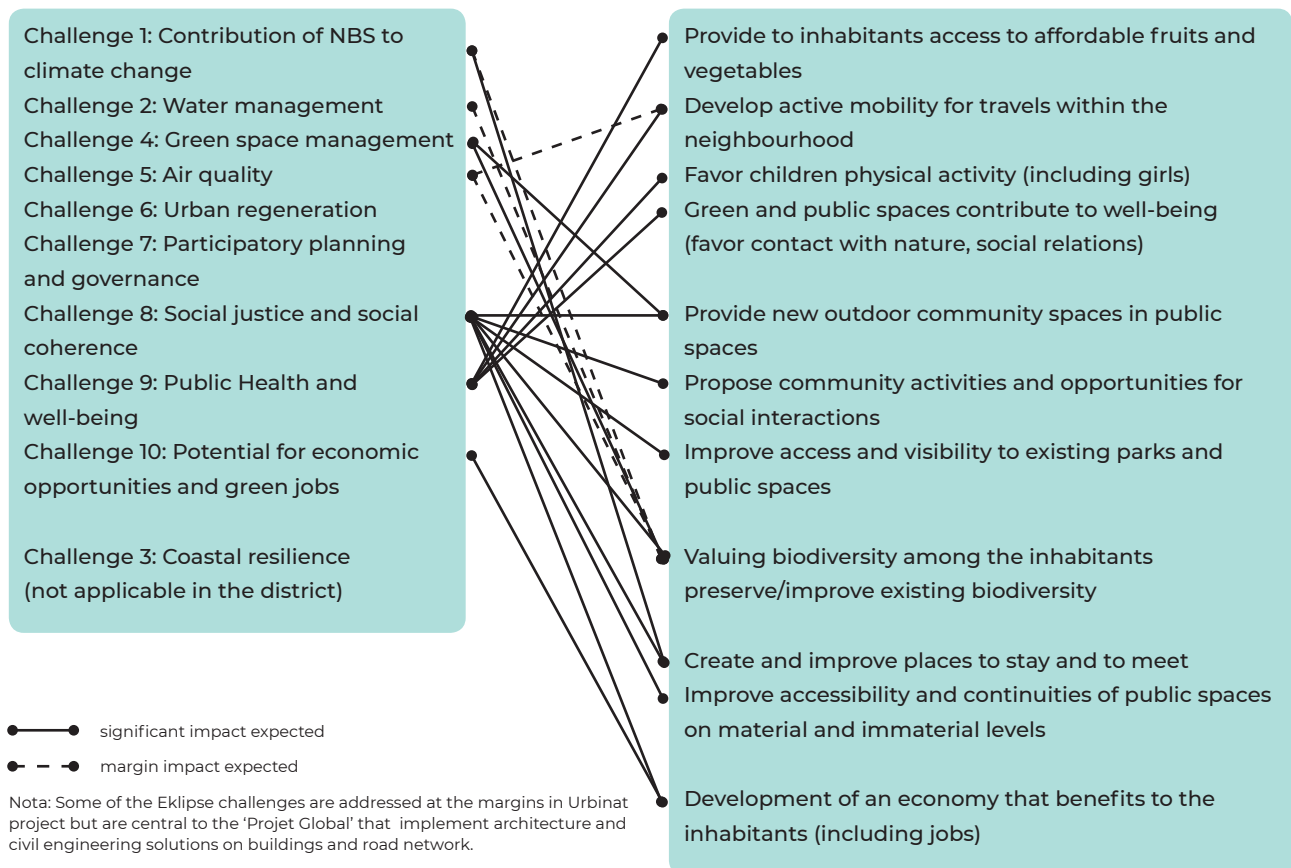 Challenge 1: Contribution of NBS to
climate change
Challenge 2: Water management
Challenge 4: Green space management
Challenge 5: Air quality
Challenge 6: Urban regeneration
Challenge 7: Participatory planning
and governance
Challenge 8: Social justice and social
coherence
Challenge 9: Public Health and
well-being
Challenge 10: Potential for economic
opportunities and green jobs
Challenge 3: Coastal resilience
(not applicable in the district)
Provide to inhabitants access to affordable fruits and
vegetables
Develop active mobility for travels within the
neighbourhood
Favor children physical activity (including girls)
Green and public spaces contribute to well-being
(favor contact with nature, social relations)
Provide new outdoor community spaces in public
spaces
Propose community activities and opportunities for
social interactions
Improve access and visibility to existing parks and
public spaces
Valuing biodiversity among the inhabitants
preserve/improve existing biodiversity
Create and improve places to stay and to meet
Improve accessibility and continuities of public spaces
on material and immaterial levels
Development of an economy that benefits to the
inhabitants (including jobs)
significant impact expected
margin impact expected
Nota: Some of the Eklipse challenges are addressed at the margins in Urbinat
project but are central to the ‘Projet Global’ that implement architecture and
civil engineering solutions on buildings and road network.